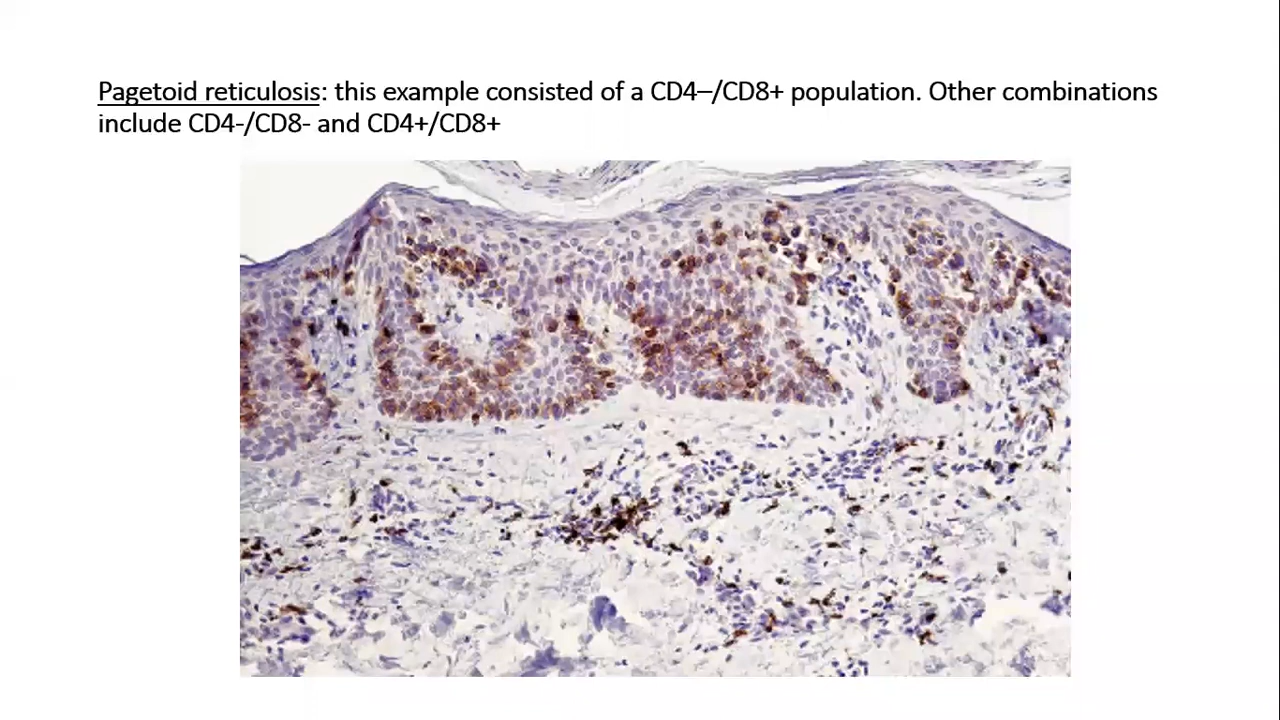 Pagetoid reticulosis: this example consisted of a CD4–/CD8+ population. Other combinations
include CD4-/CD8- and CD4+/CD8+